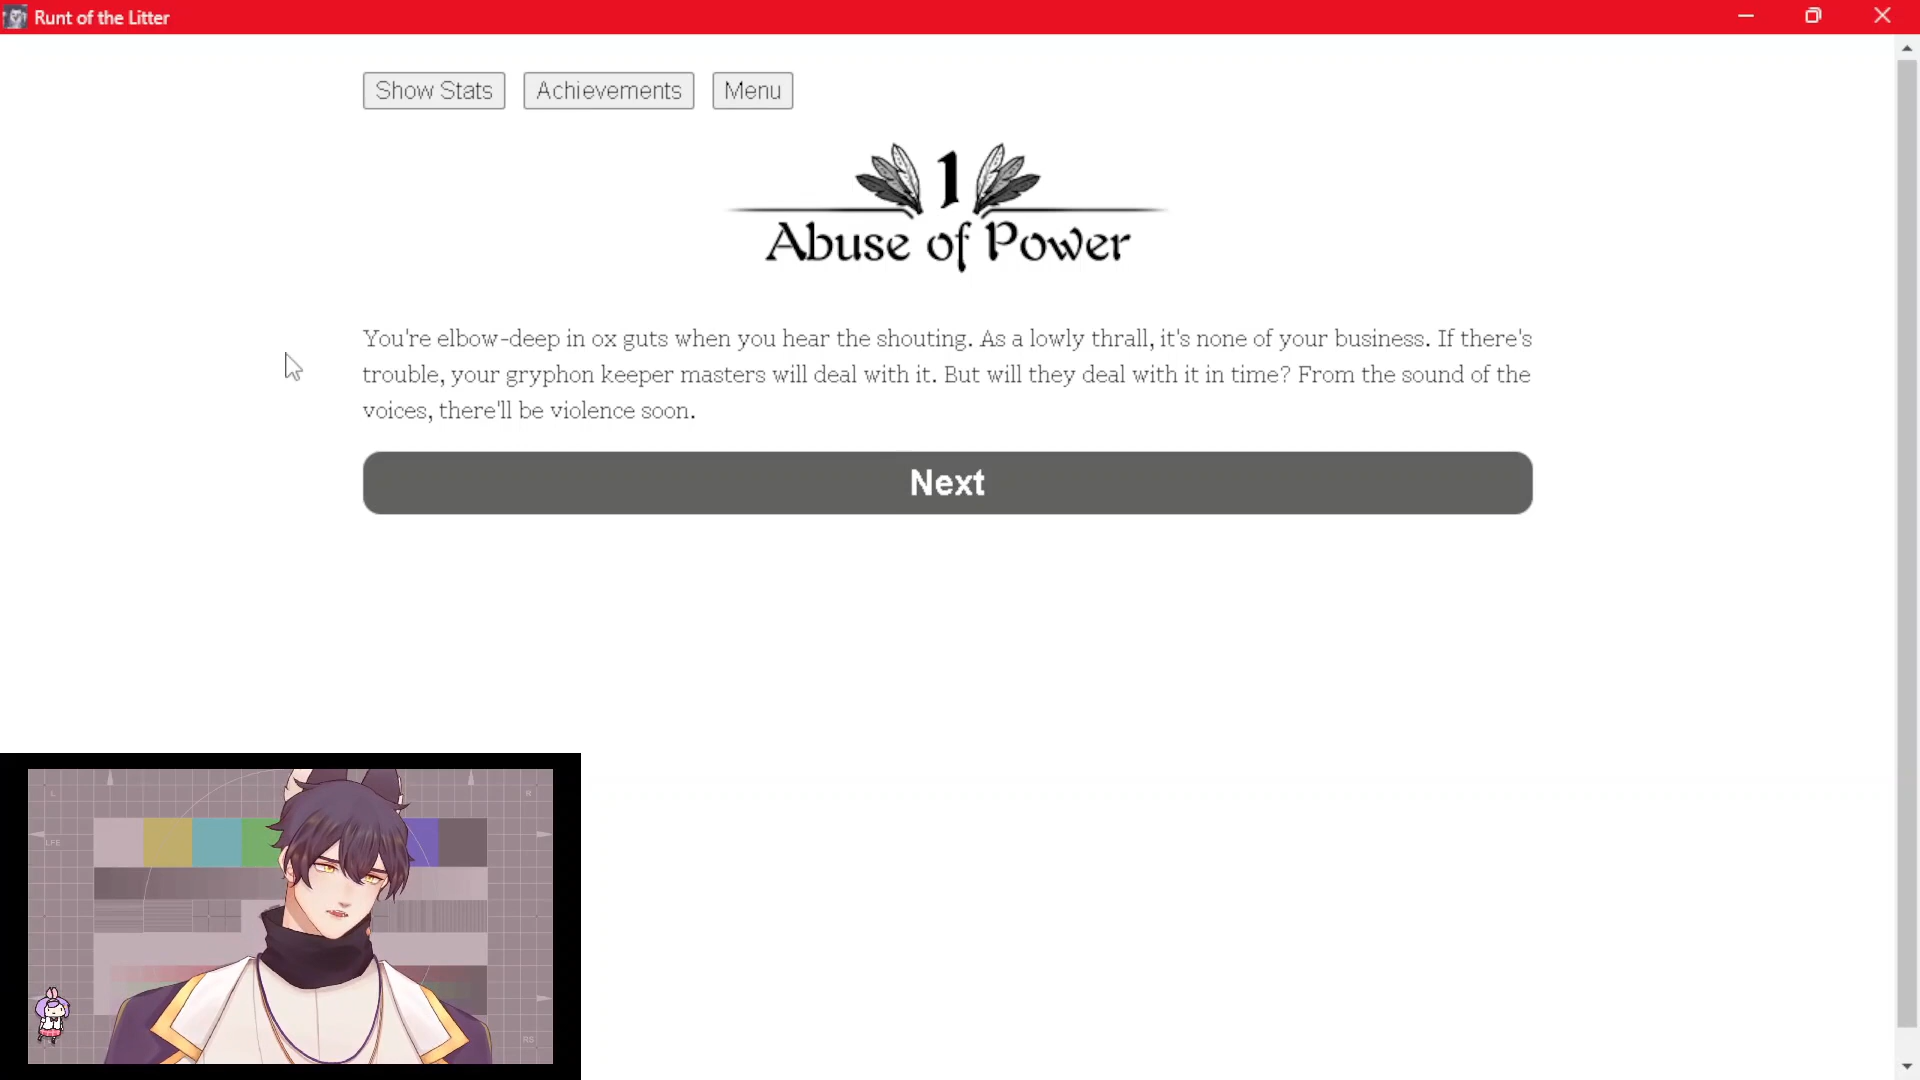 Runt of the Litter
Show Stats
Achievements
Menu
1
Abuse of Power
You're elbow-deep in ox guts when you hear the shouting. As a lowly thrall, it's none of your business. If there's
trouble, your gryphon keeper masters will deal with it. But will they deal with it in time? From the sound of the
voices, there'll be violence soon.
Next
L
R
LFE
RS